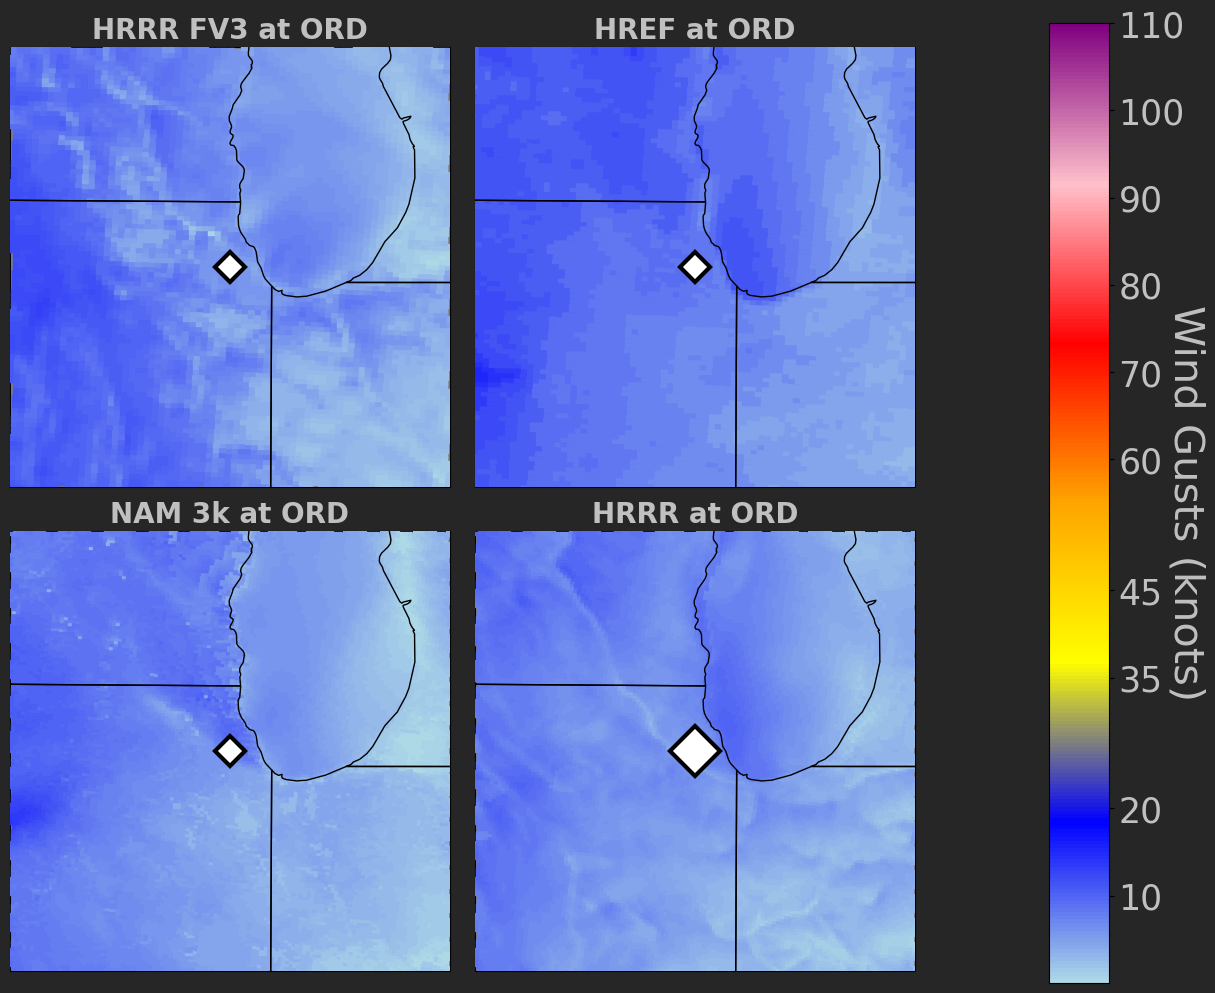 HRRR FV3 at ORD
HREF at ORD
NAM 3k at ORD
HRRR at ORD
110
100
90
80
70
60
45
35
20
10
Wind Gusts (knots)